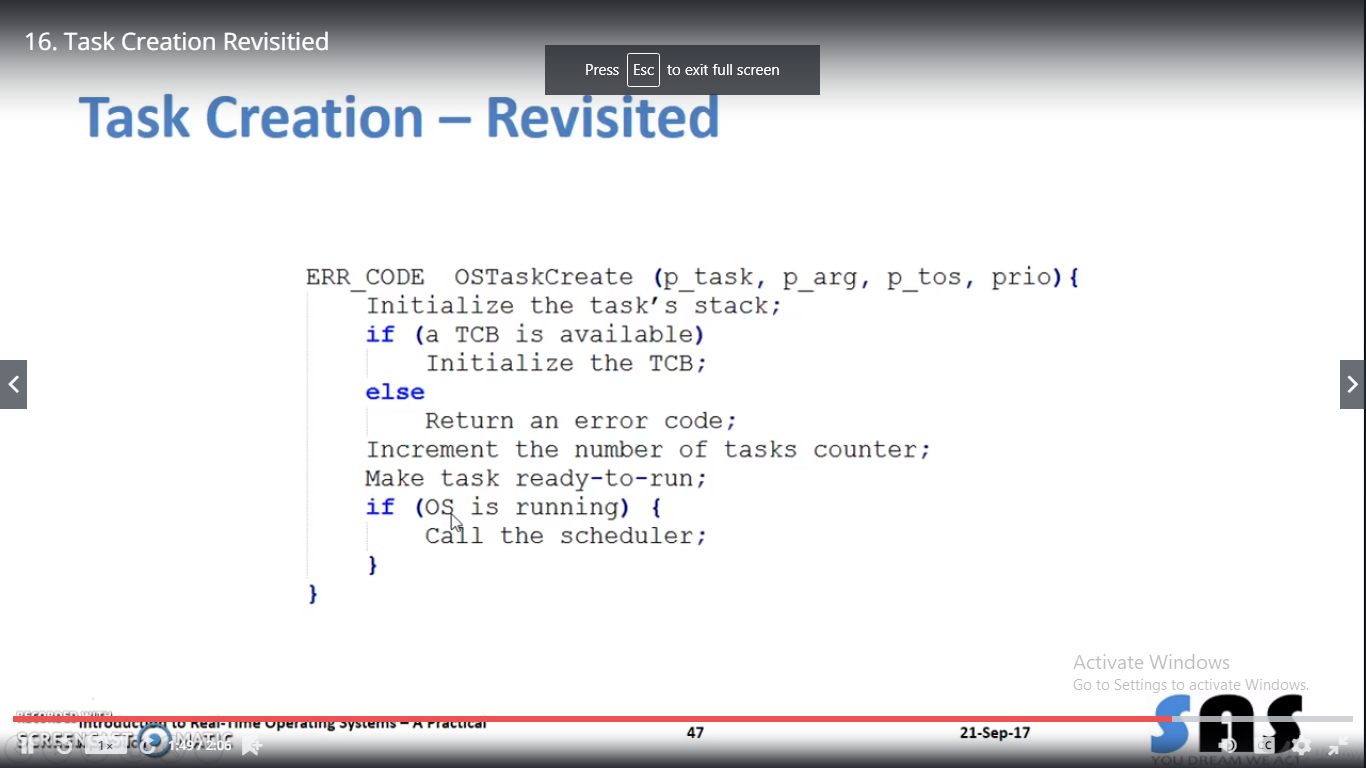 16. Task Creation Revisitied
Press Esc to exit full screen
Task Creation – Revisited
ERR_CODE OSTaskCreate (p_task, p_arg, p_tos, prio){
Initialize the task’s stack;
if (a TCB is available)
Initialize the TCB;
else
Return an error code;
Increment the number of tasks counter;
Make task ready-to-run;
if (OS is running) {
Call the scheduler;
}
}
Activate Windows
Go to Settings to activate Windows.
RECORDED WITH
Introduction to Real-Time Operating Systems – A Practical
47
21-Sep-17
SAS
SCREENCAST MATIC
1x
1:49 / 2:06
CC
YOU DREAM WE ACT